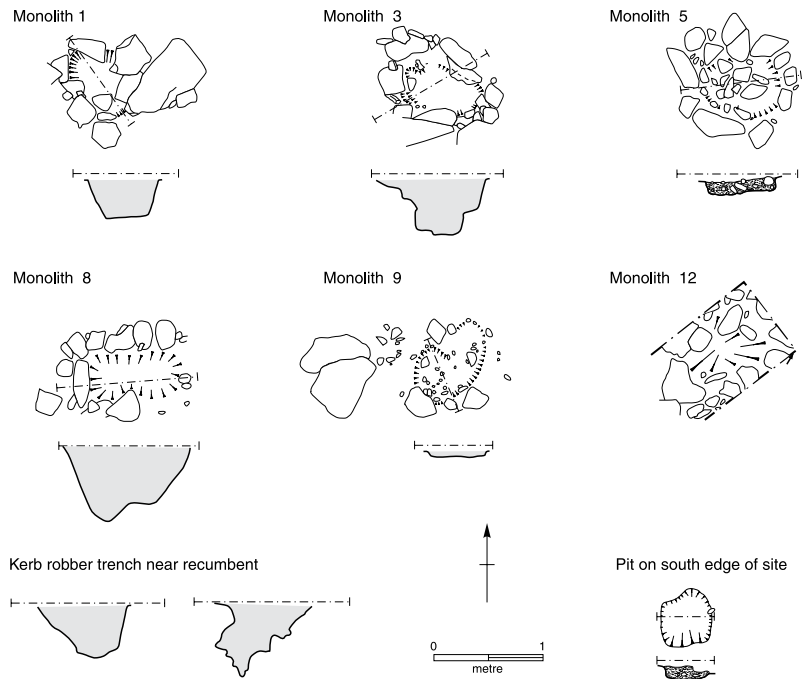 Monolith 1
Monolith 3
Monolith 5
Monolith 8
Monolith 9
Monolith 12
Kerb robber trench near recumbent
Pit on south edge of site
0 1
metre